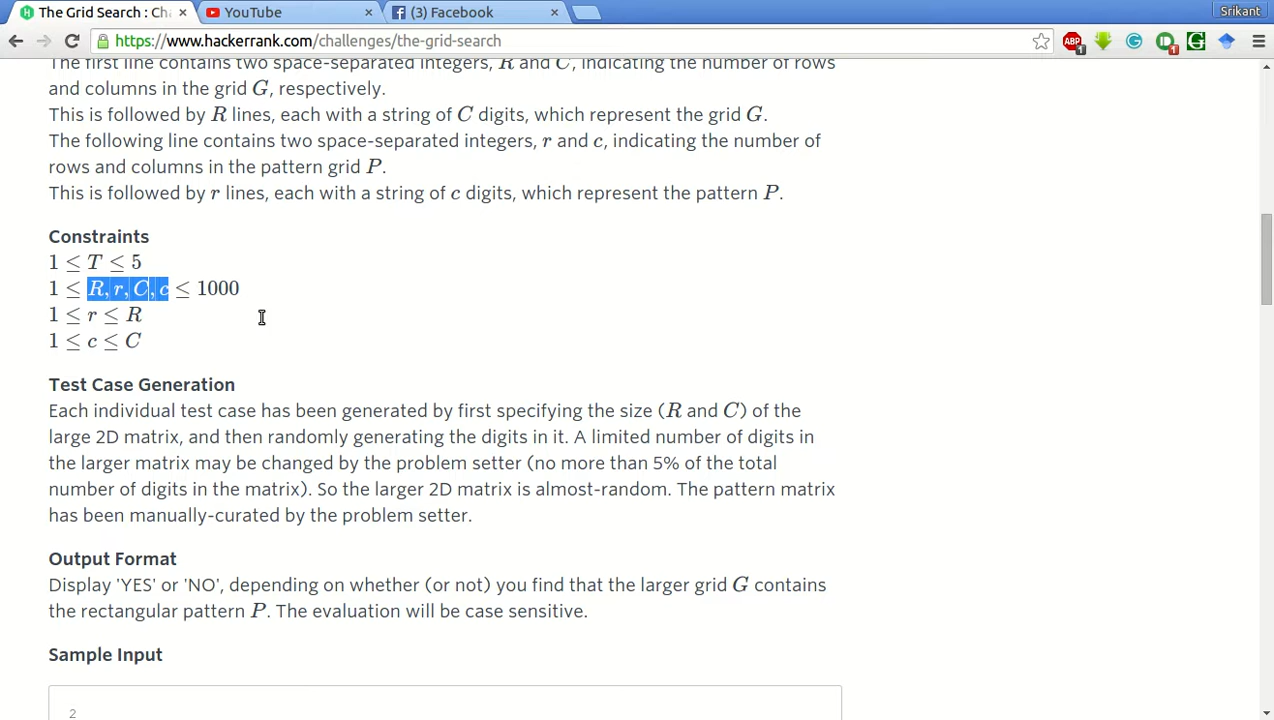 The Grid Search : Cha
YouTube
(3) Facebook
Srikant
https://www.hackerrank.com/challenges/the-grid-search
ABP
1
1
G
The first line contains two space-separated integers, R and C, indicating the number of rows
and columns in the grid G, respectively.
This is followed by R lines, each with a string of C digits, which represent the grid G.
The following line contains two space-separated integers, r and c, indicating the number of
rows and columns in the pattern grid P.
This is followed by r lines, each with a string of c digits, which represent the pattern P.
Constraints
1 ≤ T ≤ 5
1 ≤ R, r, C, c ≤ 1000
1 ≤ r ≤ R
1 ≤ c ≤ C
Test Case Generation
Each individual test case has been generated by first specifying the size (R and C) of the
large 2D matrix, and then randomly generating the digits in it. A limited number of digits in
the larger matrix may be changed by the problem setter (no more than 5% of the total
number of digits in the matrix). So the larger 2D matrix is almost-random. The pattern matrix
has been manually-curated by the problem setter.
Output Format
Display 'YES' or 'NO', depending on whether (or not) you find that the larger grid G contains
the rectangular pattern P. The evaluation will be case sensitive.
Sample Input
2